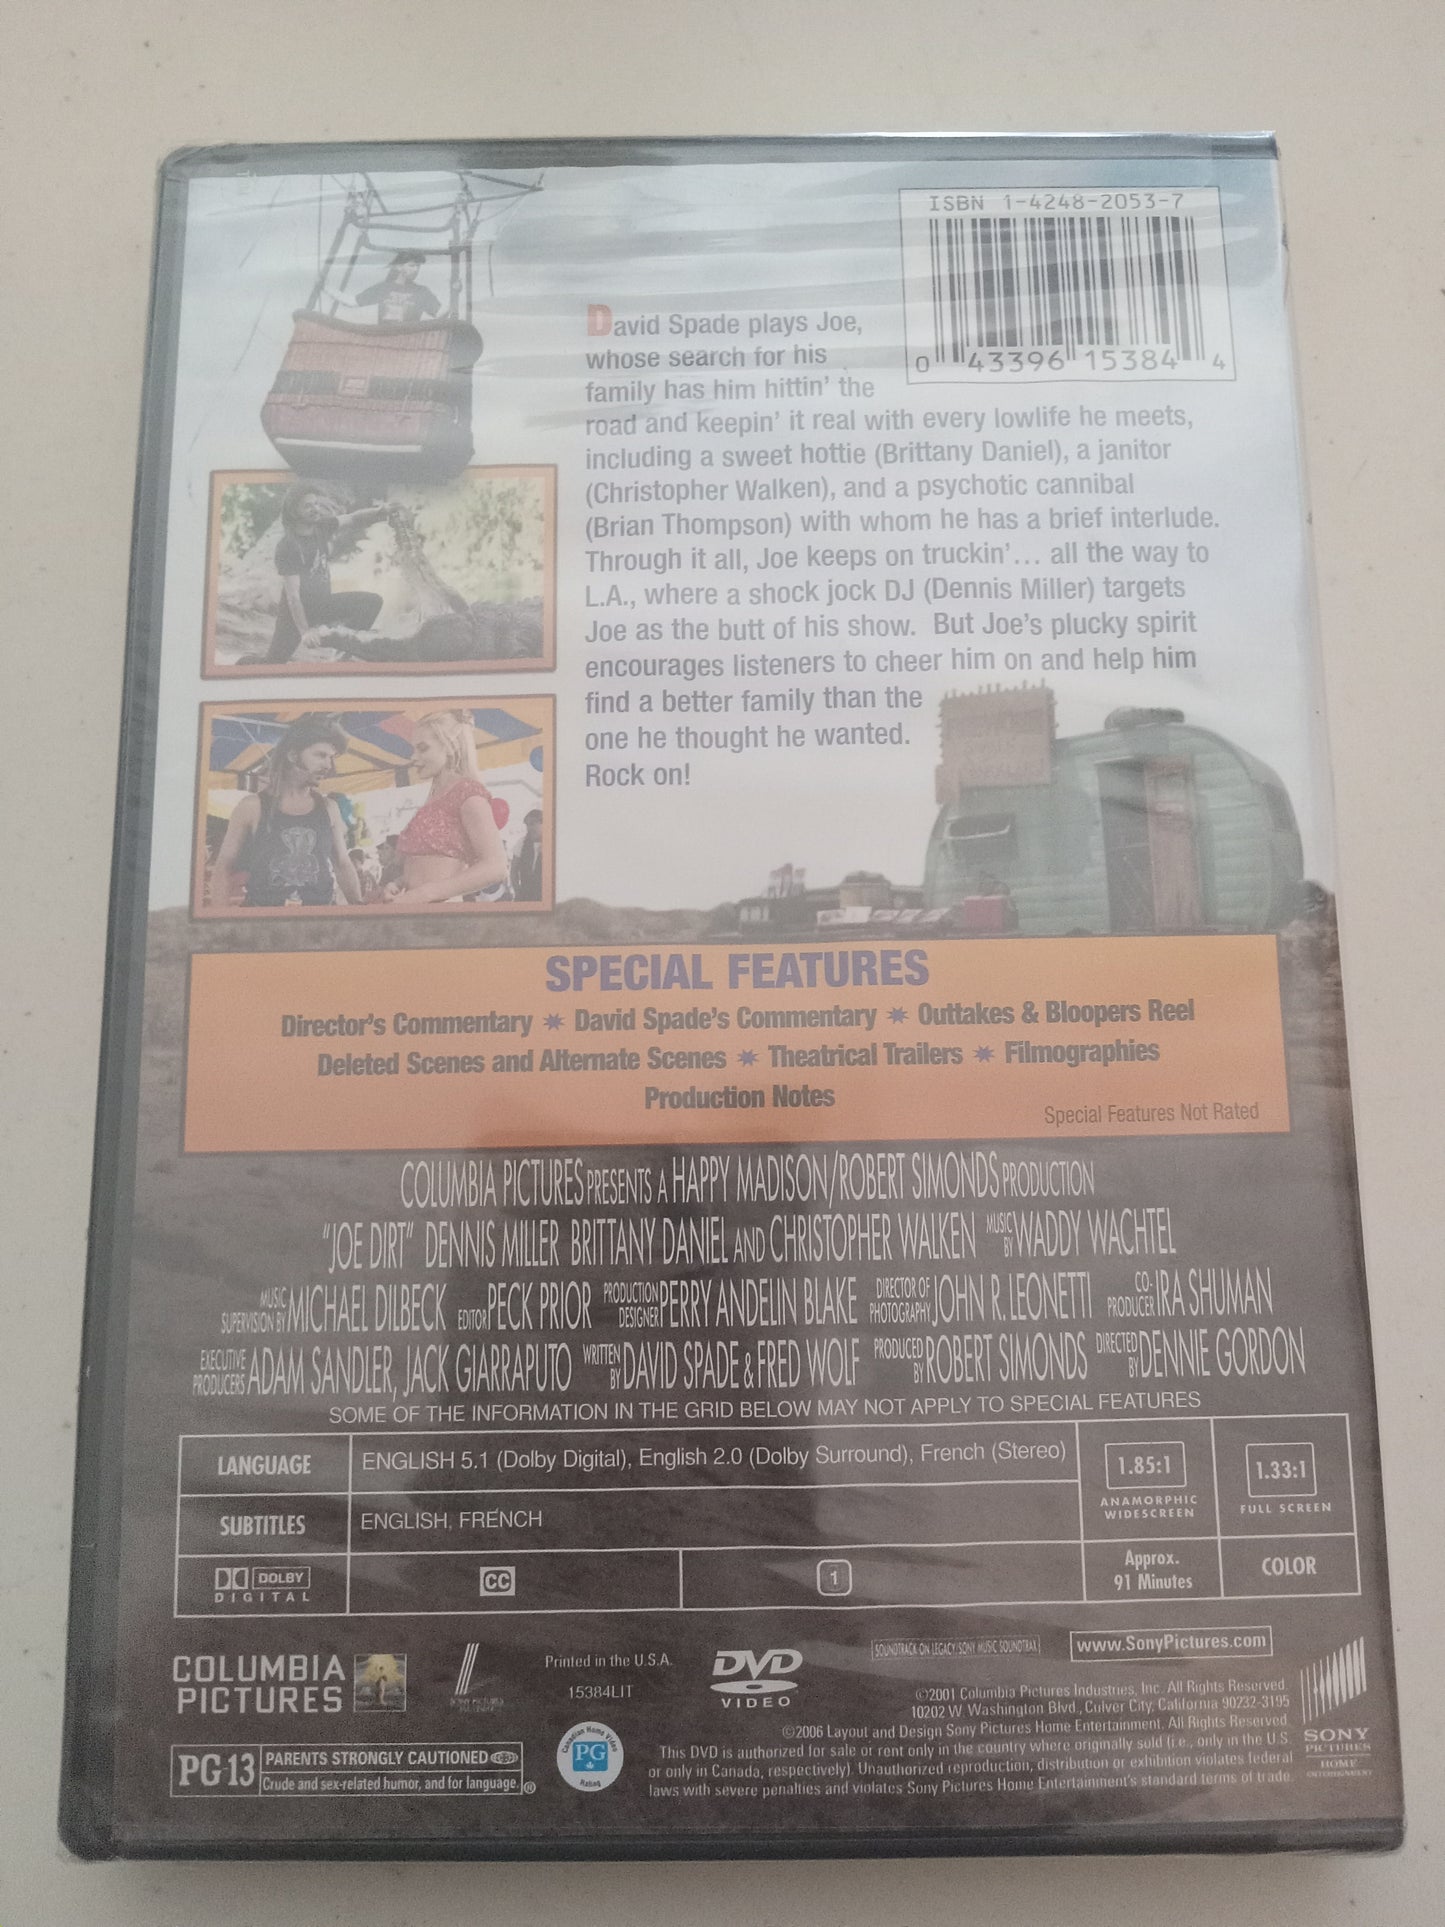 ISBN 1-4248-2053-7
0 43396 15384 4
David Spade plays Joe,
whose search for his
family has him hittin' the
road and keepin' it real with every lowlife he meets,
including a sweet hottie (Brittany Daniel), a janitor
(Christopher Walken), and a psychotic cannibal
(Brian Thompson) with whom he has a brief interlude.
Through it all, Joe keeps on truckin'... all the way to
L.A., where a shock jock DJ (Dennis Miller) targets
Joe as the butt of his show. But Joe's plucky spirit
encourages listeners to cheer him on and help him
find a better family than the
one he thought he wanted.
Rock on!
SPECIAL FEATURES
Director's Commentary ✷ David Spade's Commentary ✷ Outtakes & Bloopers Reel
Deleted Scenes and Alternate Scenes ✷ Theatrical Trailers ✷ Filmographies
Production Notes
Special Features Not Rated
COLUMBIA PICTURES PRESENTS A HAPPY MADISON/ROBERT SIMONDS PRODUCTION
"JOE DIRT" DENNIS MILLER BRITTANY DANIEL AND CHRISTOPHER WALKEN MUSIC BY WADDY WACHTEL
MUSIC SUPERVISION BY MICHAEL DILBECK EDITOR PECK PRIOR PRODUCTION DESIGNER PERRY ANDELIN BLAKE DIRECTOR OF PHOTOGRAPHY JOHN R. LEONETTI CO-PRODUCER IRA SHUMAN
EXECUTIVE PRODUCERS ADAM SANDLER, JACK GIARRAPUTO WRITTEN BY DAVID SPADE & FRED WOLF PRODUCED BY ROBERT SIMONDS DIRECTED BY DENNIE GORDON
SOME OF THE INFORMATION IN THE GRID BELOW MAY NOT APPLY TO SPECIAL FEATURES
LANGUAGE ENGLISH 5.1 (Dolby Digital), English 2.0 (Dolby Surround), French (Stereo)
SUBTITLES ENGLISH, FRENCH
1.85:1
ANAMORPHIC
WIDESCREEN
1.33:1
FULL SCREEN
DOLBY
DIGITAL
CC
1
Approx.
91 Minutes
COLOR
COLUMBIA
PICTURES
Printed in the U.S.A.
15384LIT
DVD
VIDEO
SOUNDTRACK ON LEGACY/SONY MUSIC SOUNDTRAX
www.SonyPictures.com
©2001 Columbia Pictures Industries, Inc. All Rights Reserved.
10202 W. Washington Blvd., Culver City, California 90232-3195
©2006 Layout and Design Sony Pictures Home Entertainment. All Rights Reserved.
This DVD is authorized for sale or rent only in the country where originally sold (i.e., only in the U.S.
or only in Canada, respectively). Unauthorized reproduction, distribution or exhibition violates federal
laws with severe penalties and violates Sony Pictures Home Entertainment's standard terms of trade.
SONY
PICTURES
HOME
ENTERTAINMENT
PG-13 PARENTS STRONGLY CAUTIONED
Crude and sex-related humor, and for language. ®
Canadian Home Video
PG
Rating